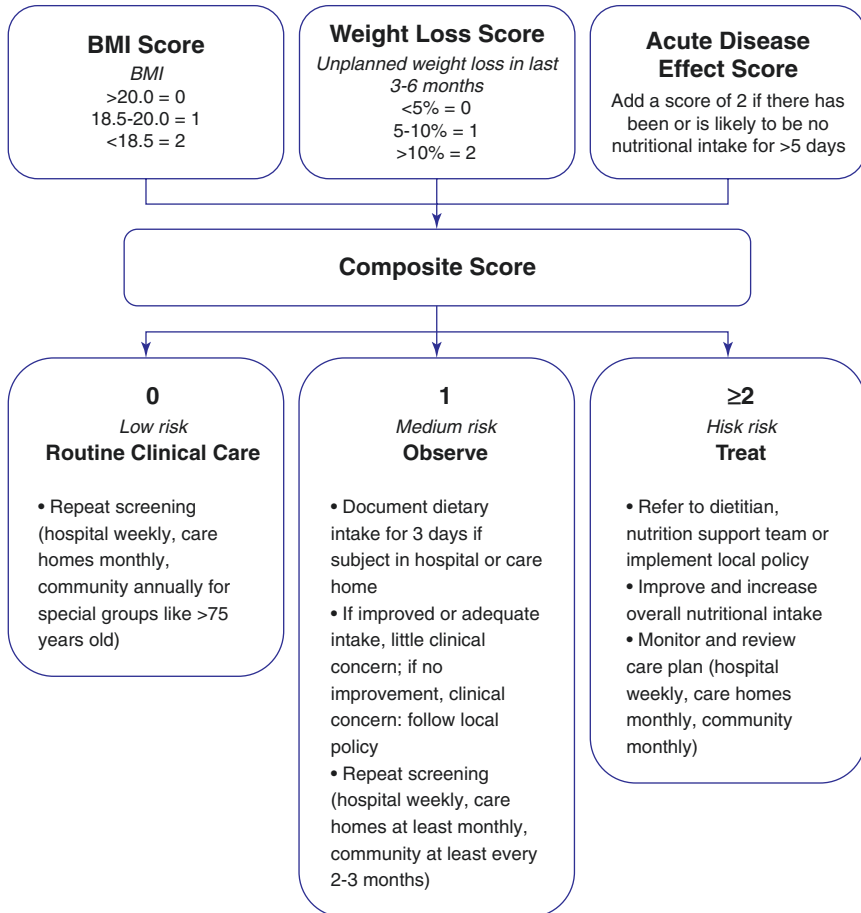 BMI Score
BMI
>20.0 = 0
18.5-20.0 = 1
<18.5 = 2
Weight Loss Score
Unplanned weight loss in last
3-6 months
<5% = 0
5-10% = 1
>10% = 2
Acute Disease
Effect Score
Add a score of 2 if there has
been or is likely to be no
nutritional intake for >5 days
Composite Score
0
Low risk
Routine Clinical Care
• Repeat screening
(hospital weekly, care
homes monthly,
community annually for
special groups like >75
years old)
1
Medium risk
Observe
• Document dietary
intake for 3 days if
subject in hospital or care
home
• If improved or adequate
intake, little clinical
concern; if no
improvement, clinical
concern: follow local
policy
• Repeat screening
(hospital weekly, care
homes at least monthly,
community at least every
2-3 months)
≥2
Hisk risk
Treat
• Refer to dietitian,
nutrition support team or
implement local policy
• Improve and increase
overall nutritional intake
• Monitor and review
care plan (hospital
weekly, care homes
monthly, community
monthly)